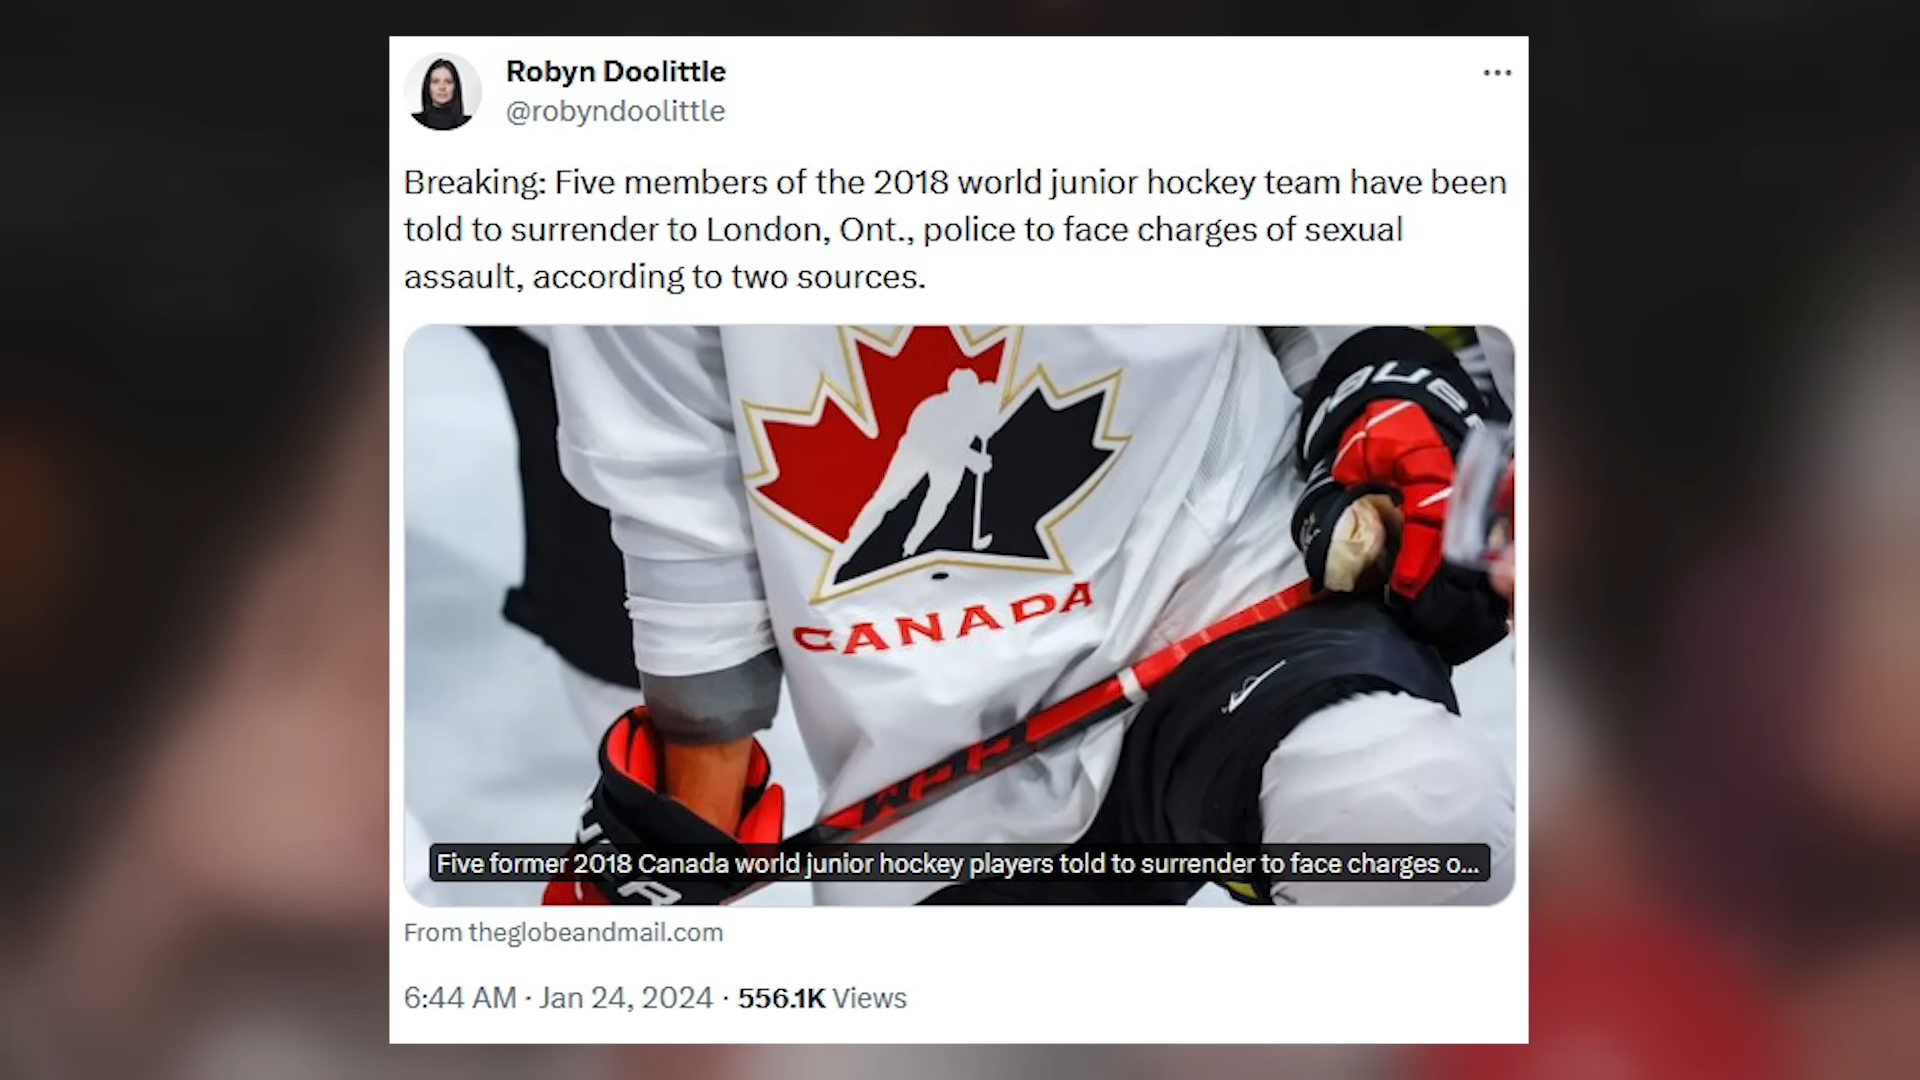 Robyn Doolittle
@robyndoolittle
Breaking: Five members of the 2018 world junior hockey team have been
told to surrender to London, Ont., police to face charges of sexual
assault, according to two sources.
CANADA
Five former 2018 Canada world junior hockey players told to surrender to face charges o...
From theglobeandmail.com
6:44 AM · Jan 24, 2024 · 556.1K Views